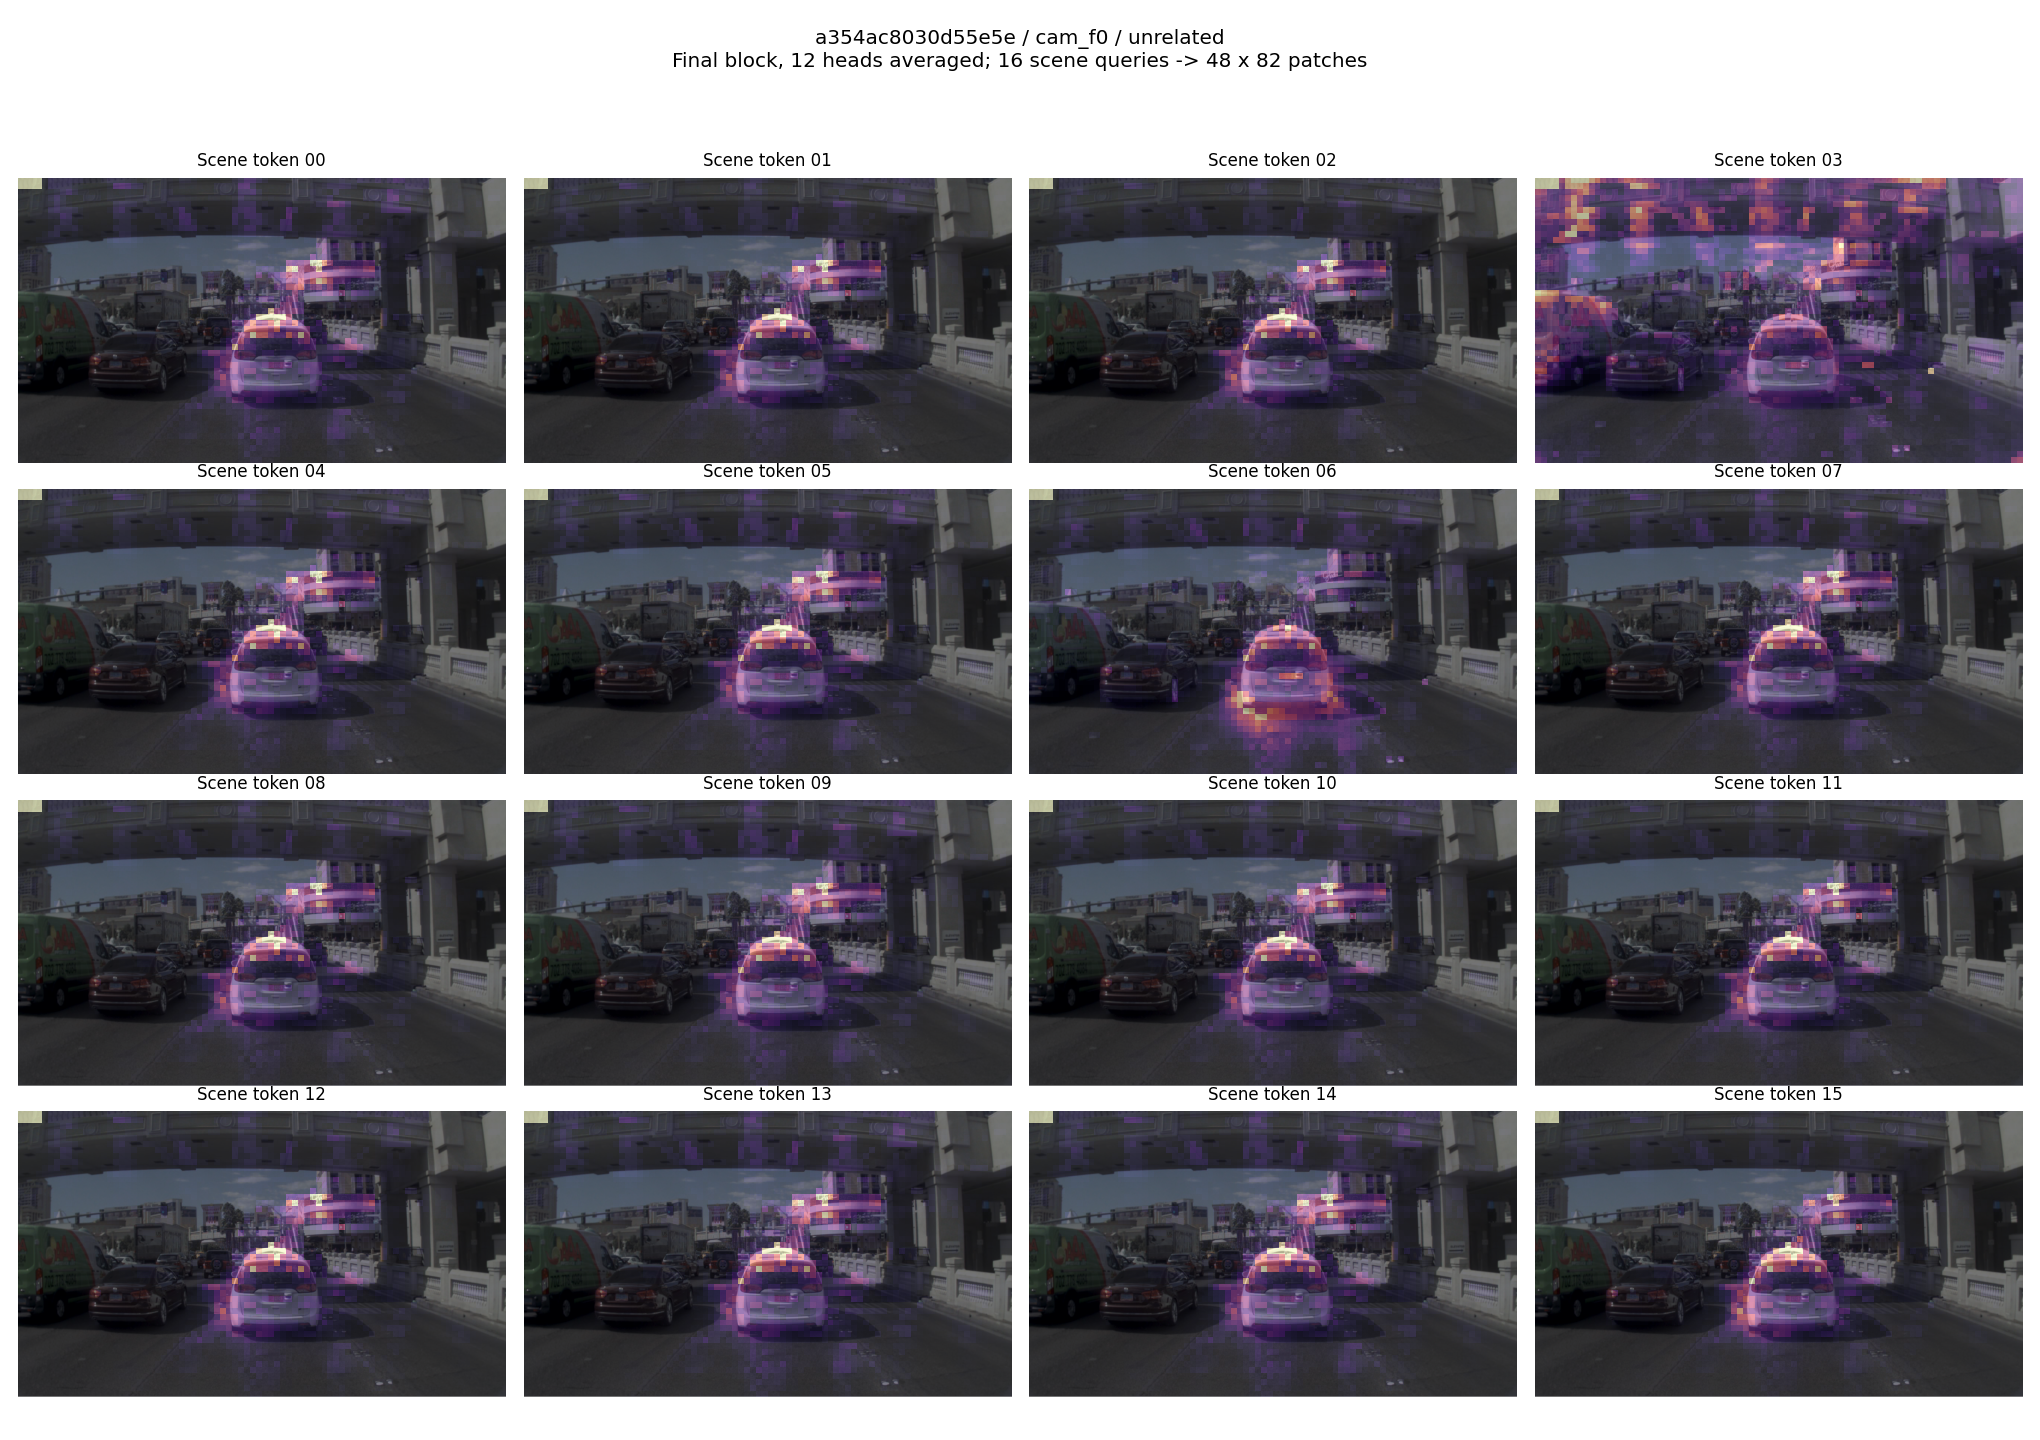 a354ac8030d55e5e / cam_f0 / unrelated
Final block, 12 heads averaged; 16 scene queries -> 48 x 82 patches
Scene token 00
Scene token 01
Scene token 02
Scene token 03
Scene token 04
Scene token 05
Scene token 06
Scene token 07
Scene token 08
Scene token 09
Scene token 10
Scene token 11
Scene token 12
Scene token 13
Scene token 14
Scene token 15